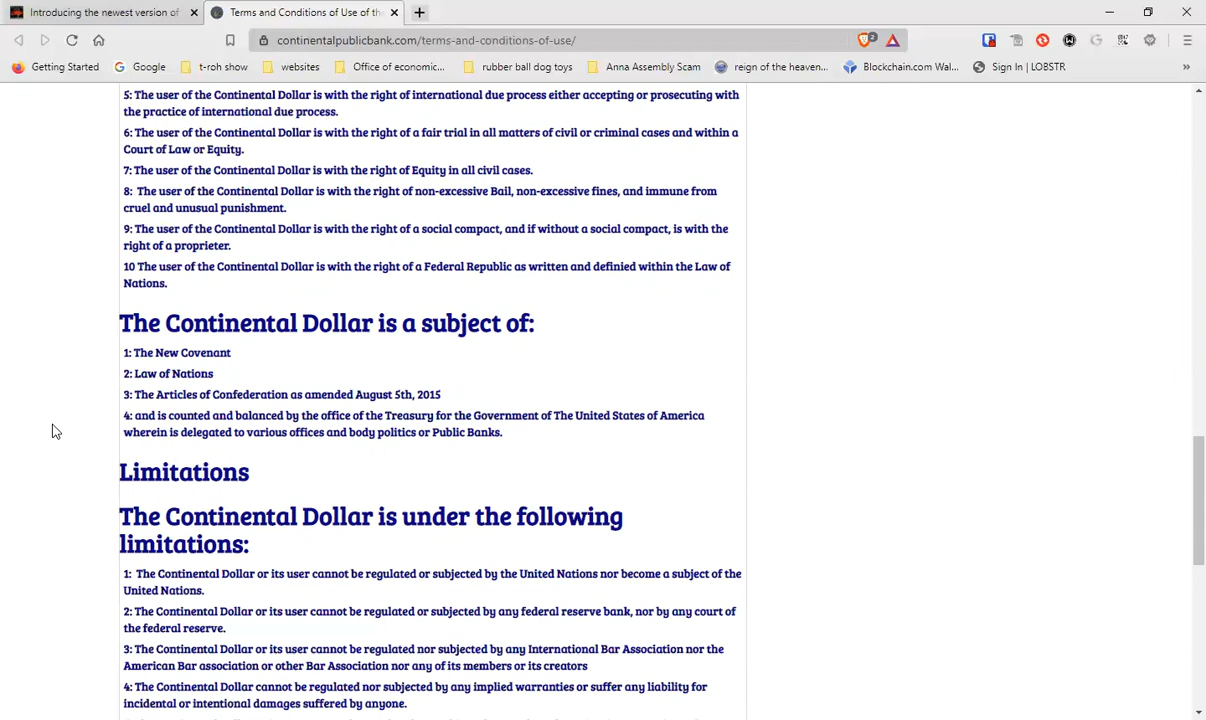 Introducing the newest version of
Terms and Conditions of Use of th
continentalpublicbank.com/terms-and-conditions-of-use/
2
Getting Started
Google
t-roh show
websites
Office of economic...
rubber ball dog toys
Anna Assembly Scam
reign of the heaven...
Blockchain.com Wal...
Sign In | LOBSTR
»
5: The user of the Continental Dollar is with the right of international due process either accepting or prosecuting with
the practice of international due process.
6: The user of the Continental Dollar is with the right of a fair trial in all matters of civil or criminal cases and within a
Court of Law or Equity.
7: The user of the Continental Dollar is with the right of Equity in all civil cases.
8: The user of the Continental Dollar is with the right of non-excessive Bail, non-excessive fines, and immune from
cruel and unusual punishment.
9: The user of the Continental Dollar is with the right of a social compact, and if without a social compact, is with the
right of a proprieter.
10 The user of the Continental Dollar is with the right of a Federal Republic as written and definied within the Law of
Nations.
The Continental Dollar is a subject of:
1: The New Covenant
2: Law of Nations
3: The Articles of Confederation as amended August 5th, 2015
4: and is counted and balanced by the office of the Treasury for the Government of The United States of America
wherein is delegated to various offices and body politics or Public Banks.
Limitations
The Continental Dollar is under the following
limitations:
1: The Continental Dollar or its user cannot be regulated or subjected by the United Nations nor become a subject of the
United Nations.
2: The Continental Dollar or its user cannot be regulated or subjected by any federal reserve bank, nor by any court of
the federal reserve.
3: The Continental Dollar or its user cannot be regulated nor subjected by any International Bar Association nor the
American Bar association or other Bar Association nor any of its members or its creators
4: The Continental Dollar cannot be regulated nor subjected by any implied warranties or suffer any liability for
incidental or intentional damages suffered by anyone.